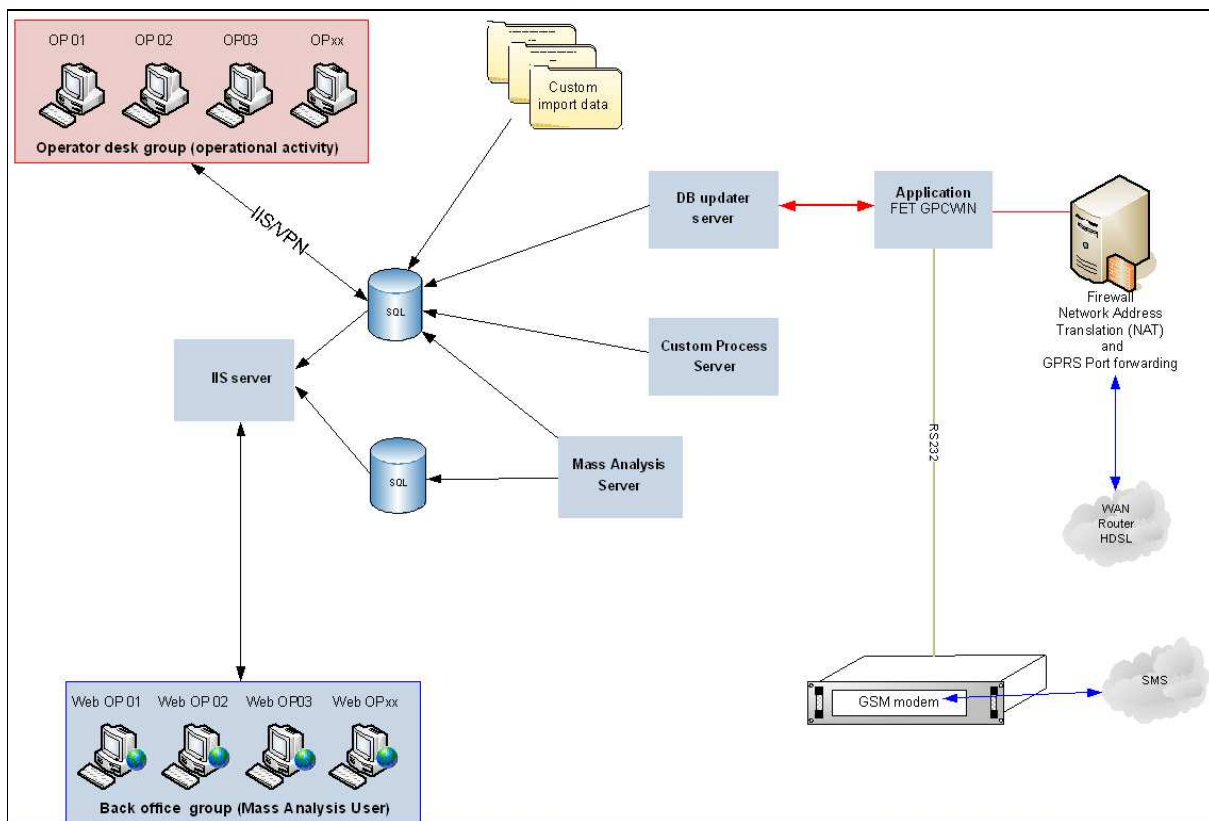 OP 01 OP 02 OP03 OPxx
Operator desk group (operational activity)
Custom
import data
IIS/VPN
DB updater
server
Application
FET GPCWIN
Firewall
Network Address
Translation (NAT)
and
GPRS Port forwarding
SQL
Custom Process
Server
IIS server
Mass Analysis
Server
SQL
RS232
WAN
Router
HDSL
GSM modem
SMS
Web OP 01 Web OP 02 Web OP03 Web OPxx
Back office group (Mass Analysis User)